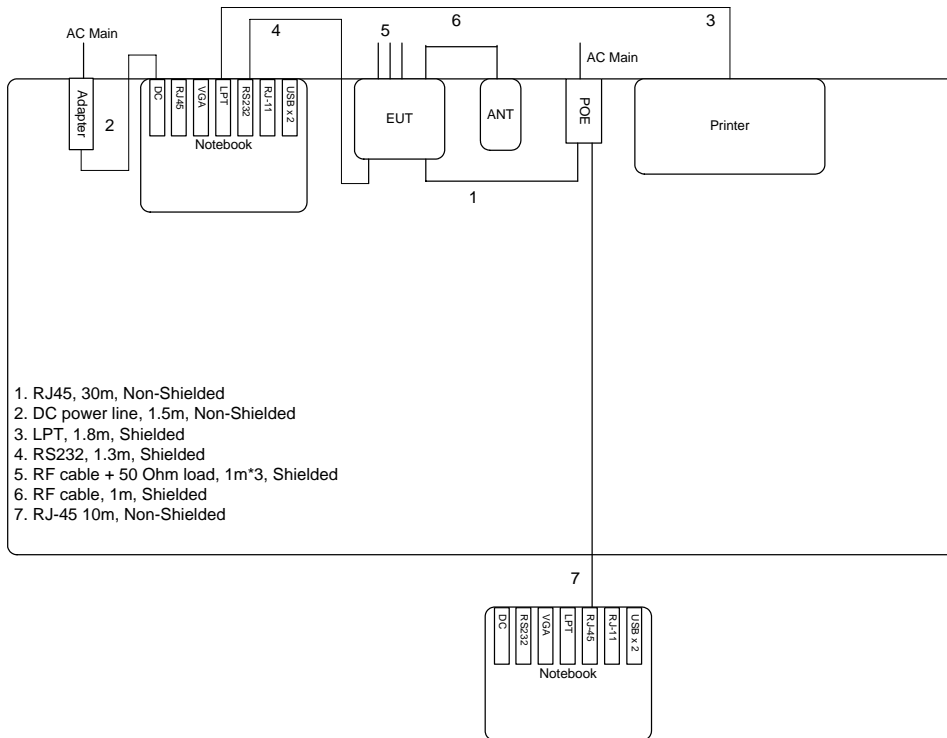 6
3
AC Main
4
5
AC Main
Adapter
2
DC
RJ45
VGA
LPT
RS232
RJ-11
USB x 2
Notebook
EUT
ANT
POE
Printer
1
1. RJ45, 30m, Non-Shielded
2. DC power line, 1.5m, Non-Shielded
3. LPT, 1.8m, Shielded
4. RS232, 1.3m, Shielded
5. RF cable + 50 Ohm load, 1m*3, Shielded
6. RF cable, 1m, Shielded
7. RJ-45 10m, Non-Shielded
7
DC
RS232
VGA
LPT
RJ-45
RJ-11
USB x 2
Notebook